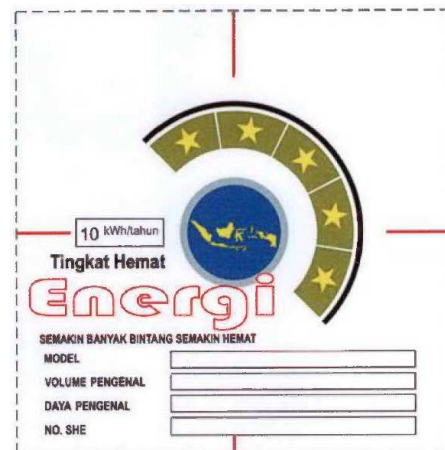 10 kWh/tahun
Tingkat Hemat
Energi
SEMAKIN BANYAK BINTANG SEMAKIN HEMAT
MODEL
VOLUME PENGENAL
DAYA PENGENAL
NO. SHE